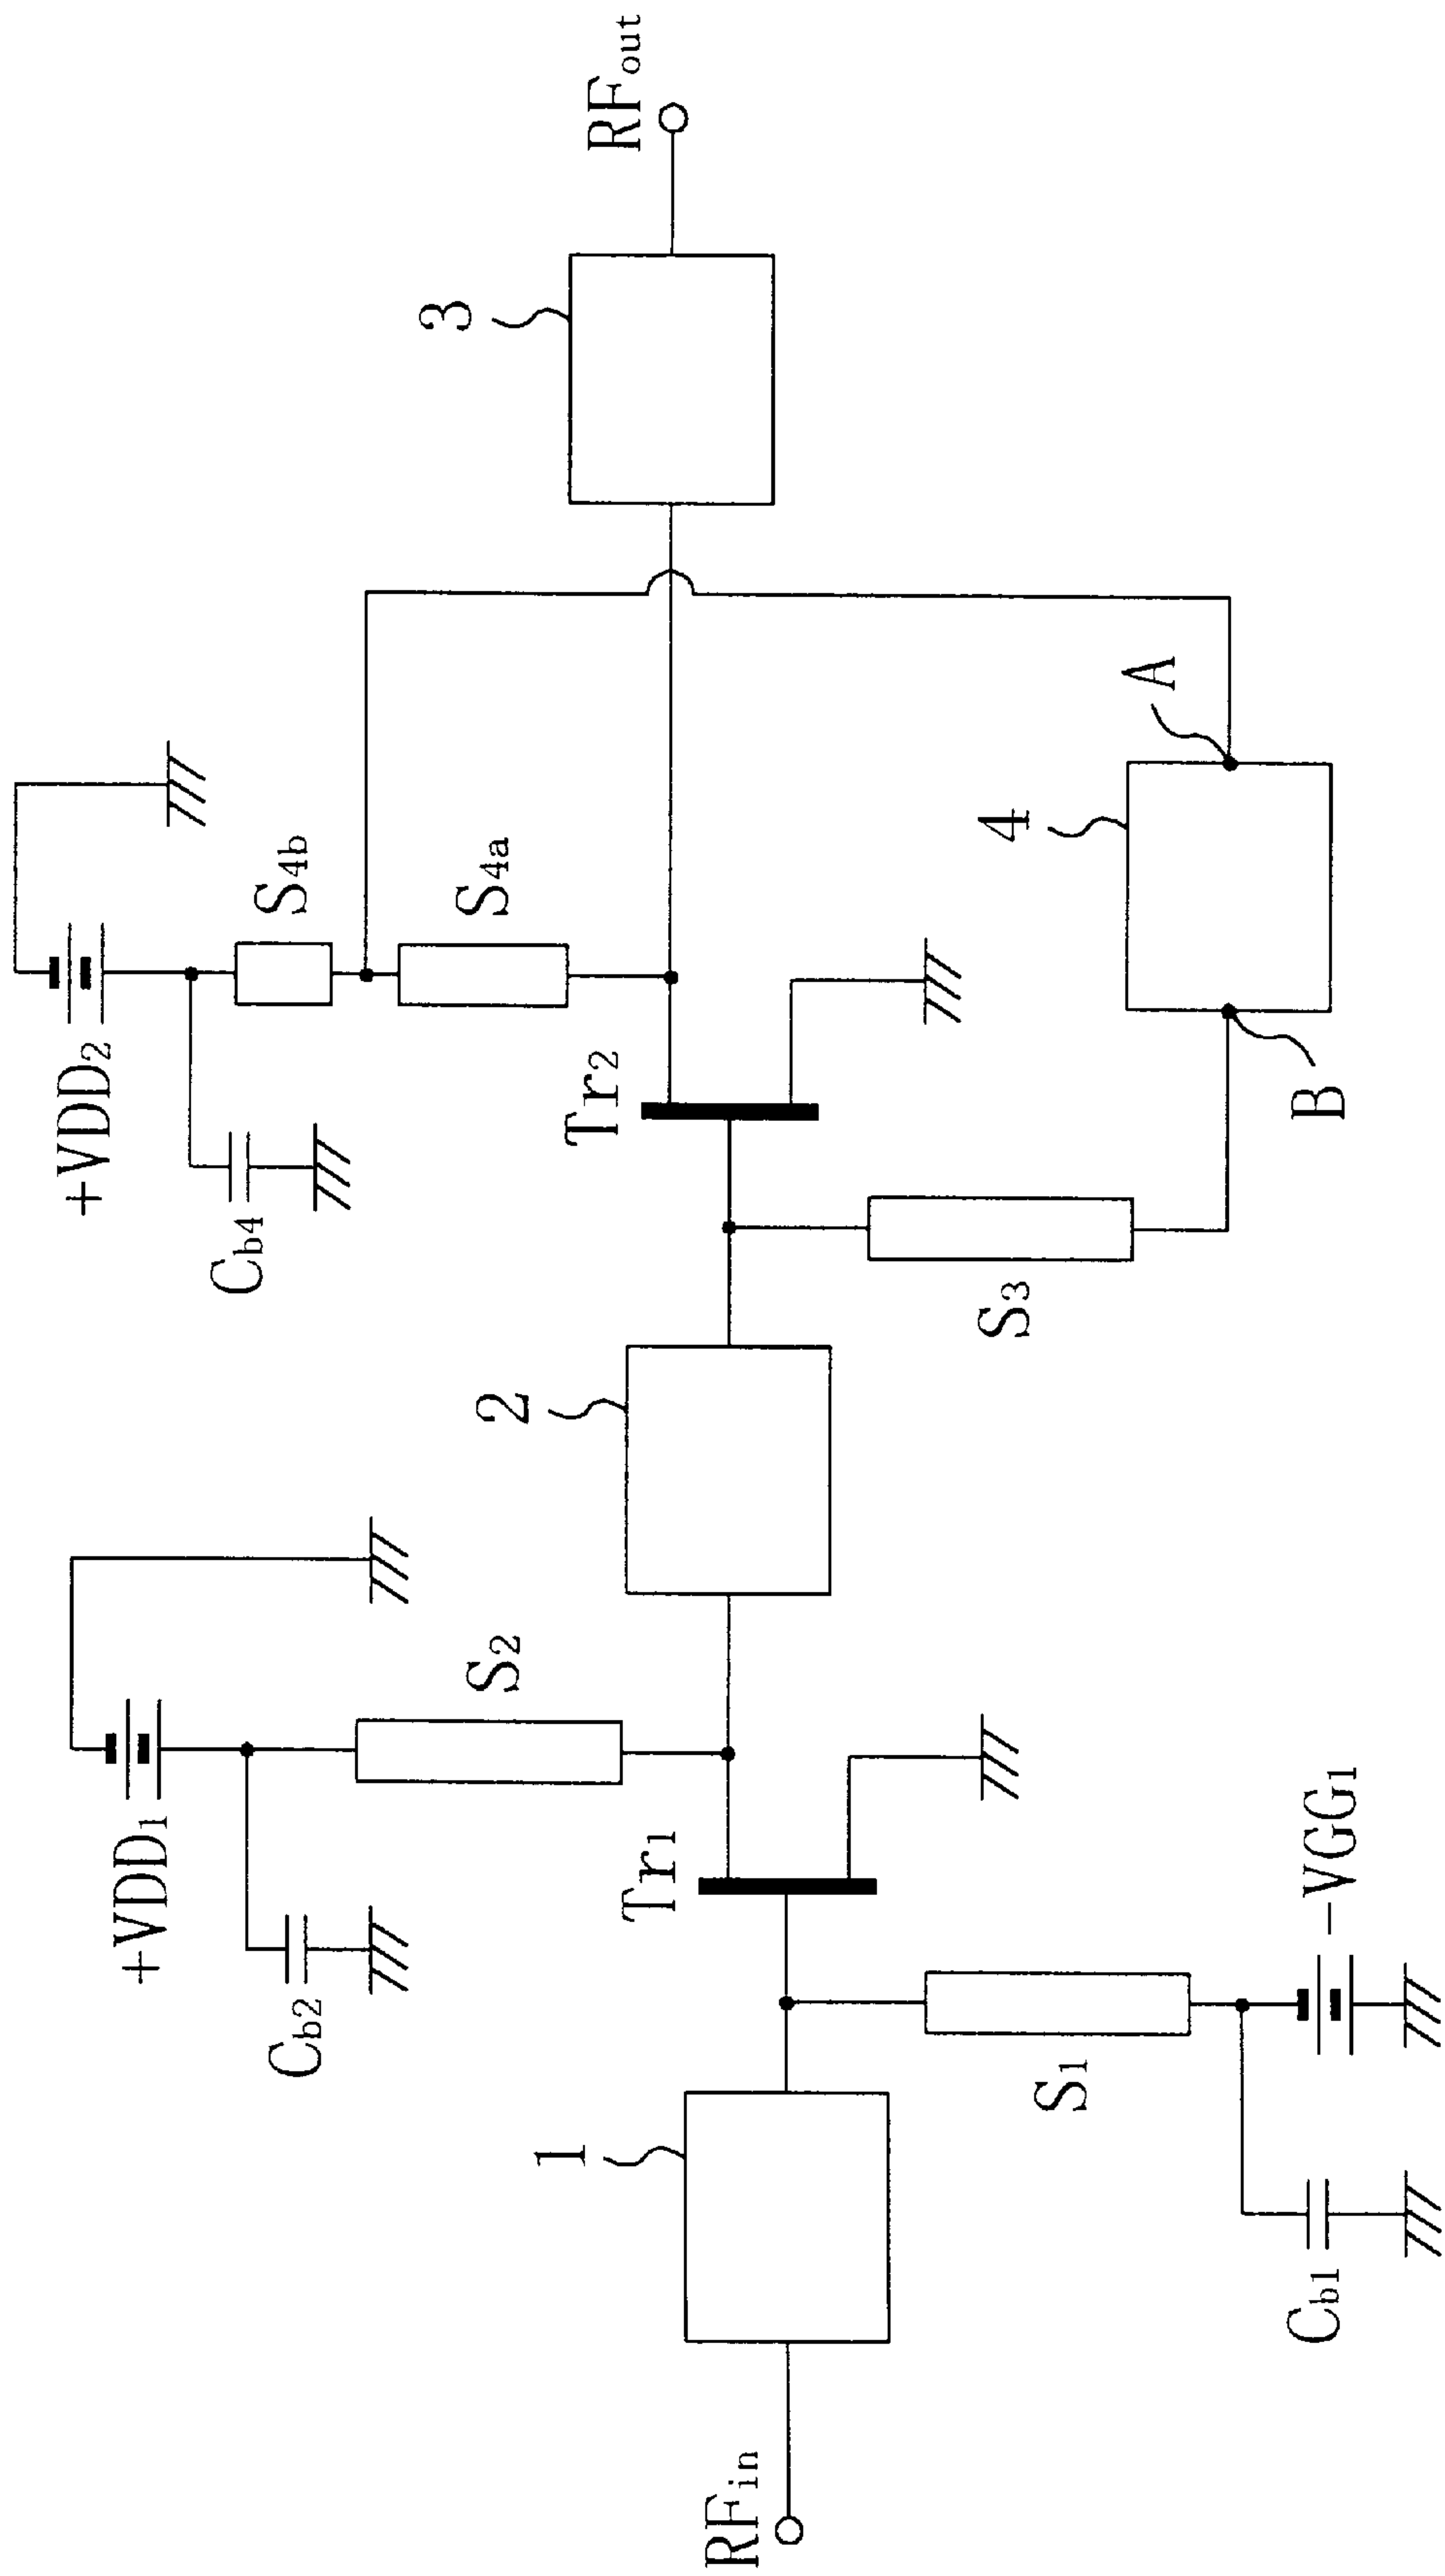 +VDD₂
S4b
Cb4
S4a
Tr2
3
RFout
+VDD₁
S2
Cb2
Tr1
2
S3
4
A
B
1
RFin
S1
Cb1
-VGG₁